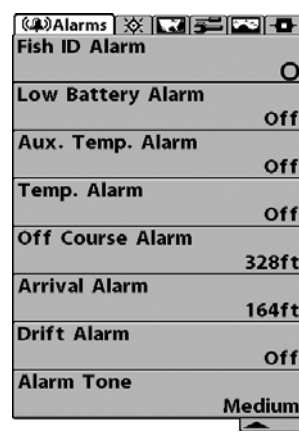 Alarms
Fish ID Alarm
O
Low Battery Alarm
Off
Aux. Temp. Alarm
Off
Temp. Alarm
Off
Off Course Alarm
328ft
Arrival Alarm
164ft
Drift Alarm
Off
Alarm Tone
Medium